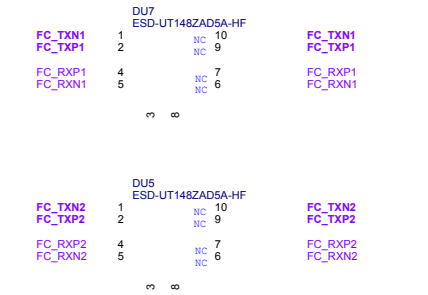 DU7
ESD-UT148ZAD5A-HF
FC_TXN1 1 NC 10 FC_TXN1
FC_TXP1 2 NC 9 FC_TXP1
FC_RXP1 4 NC 7 FC_RXP1
FC_RXN1 5 NC 6 FC_RXN1
3 8
DU5
ESD-UT148ZAD5A-HF
FC_TXN2 1 NC 10 FC_TXN2
FC_TXP2 2 NC 9 FC_TXP2
FC_RXP2 4 NC 7 FC_RXP2
FC_RXN2 5 NC 6 FC_RXN2
3 8